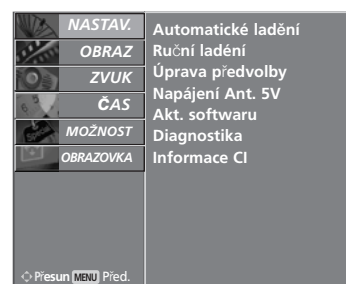 NASTAV.
OBRAZ
ZVUK
ČAS
MOŽNOST
OBRAZOVKA
Automatické ladění
Ruční ladéní
Úprava předvolby
Napájení Ant. 5V
Akt. softwaru
Diagnostika
Informace CI
Přesun MENU Před.